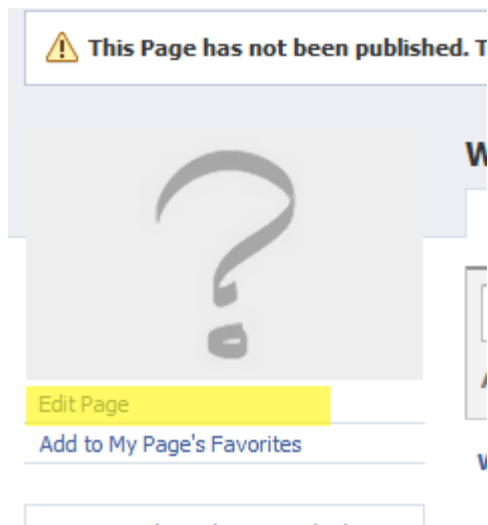 This Page has not been published. T
W
Edit Page
Add to My Page's Favorites